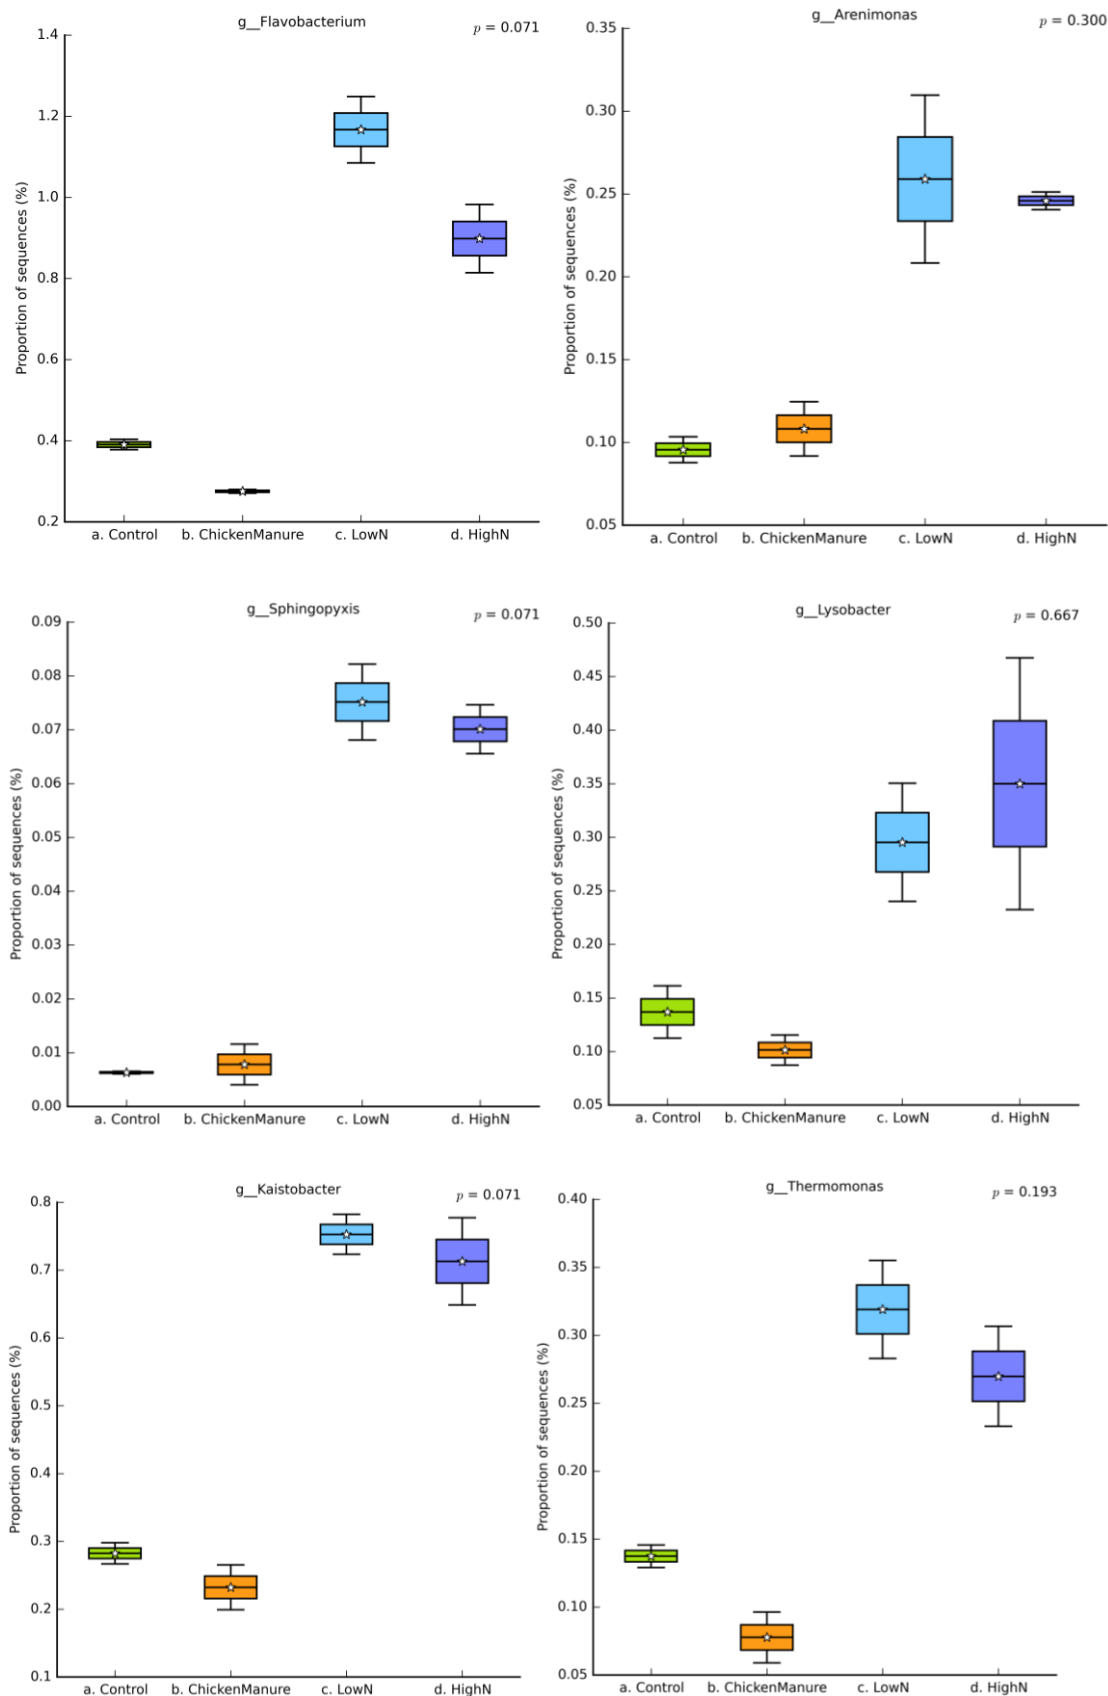 g__Flavobacterium
p = 0.071
Proportion of sequences (%)
1.4
1.2
1.0
0.8
0.6
0.4
0.2
a. Control b. ChickenManure c. LowN d. HighN
g__Arenimonas
p = 0.300
Proportion of sequences (%)
0.35
0.30
0.25
0.20
0.15
0.10
0.05
a. Control b. ChickenManure c. LowN d. HighN
g__Sphingopyxis
p = 0.071
Proportion of sequences (%)
0.09
0.08
0.07
0.06
0.05
0.04
0.03
0.02
0.01
0.00
a. Control b. ChickenManure c. LowN d. HighN
g__Lysobacter
p = 0.667
Proportion of sequences (%)
0.50
0.45
0.40
0.35
0.30
0.25
0.20
0.15
0.10
0.05
a. Control b. ChickenManure c. LowN d. HighN
g__Kaistobacter
p = 0.071
Proportion of sequences (%)
0.8
0.7
0.6
0.5
0.4
0.3
0.2
0.1
a. Control b. ChickenManure c. LowN d. HighN
g__Thermomonas
p = 0.193
Proportion of sequences (%)
0.40
0.35
0.30
0.25
0.20
0.15
0.10
0.05
a. Control b. ChickenManure c. LowN d. HighN